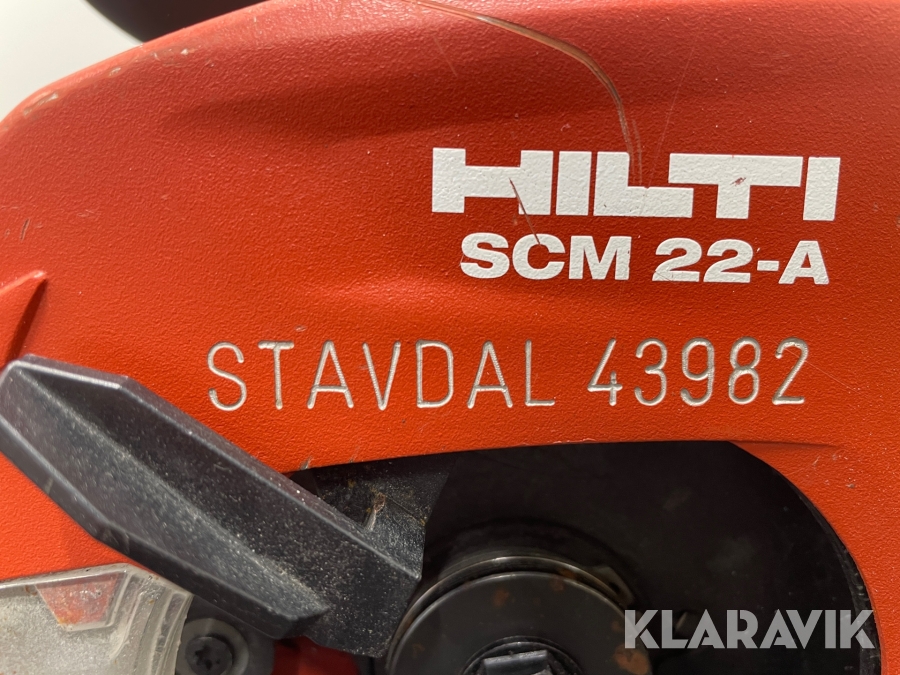 HILTI
SCM 22-A
STAVDAL 43982
KLARAVIK